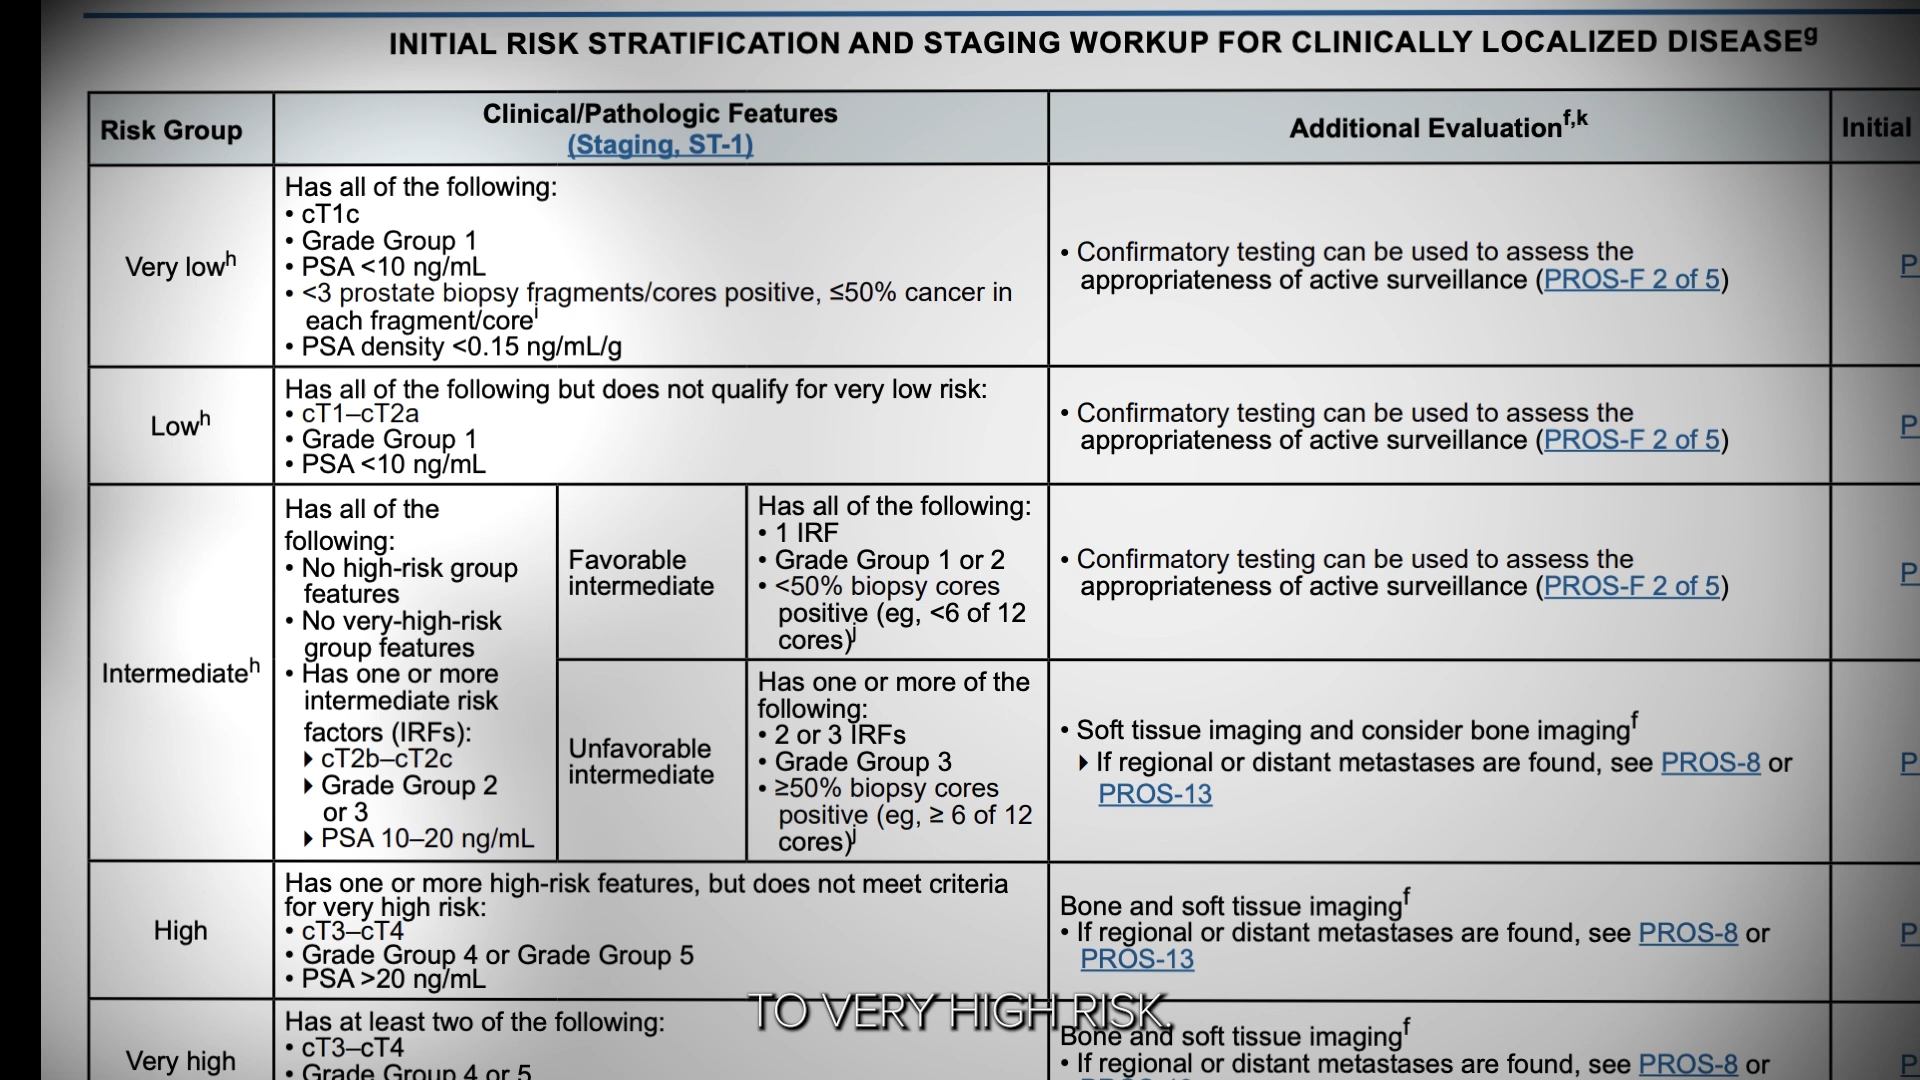 INITIAL RISK STRATIFICATION AND STAGING WORKUP FOR CLINICALLY LOCALIZED DISEASEg
Risk Group
Clinical/Pathologic Features
(Staging, ST-1)
Additional Evaluationf,k
Initial
Very lowh
Has all of the following:
• cT1c
• Grade Group 1
• PSA <10 ng/mL
• <3 prostate biopsy fragments/cores positive, ≤50% cancer in
each fragment/corei
• PSA density <0.15 ng/mL/g
• Confirmatory testing can be used to assess the
appropriateness of active surveillance (PROS-F 2 of 5)
P
Lowh
Has all of the following but does not qualify for very low risk:
• cT1–cT2a
• Grade Group 1
• PSA <10 ng/mL
• Confirmatory testing can be used to assess the
appropriateness of active surveillance (PROS-F 2 of 5)
P
Intermediateh
Has all of the
following:
• No high-risk group
features
• No very-high-risk
group features
• Has one or more
intermediate risk
factors (IRFs):
▸ cT2b–cT2c
▸ Grade Group 2
or 3
▸ PSA 10–20 ng/mL
Favorable
intermediate
Has all of the following:
• 1 IRF
• Grade Group 1 or 2
• <50% biopsy cores
positive (eg, <6 of 12
cores)j
• Confirmatory testing can be used to assess the
appropriateness of active surveillance (PROS-F 2 of 5)
P
Unfavorable
intermediate
Has one or more of the
following:
• 2 or 3 IRFs
• Grade Group 3
• ≥50% biopsy cores
positive (eg, ≥ 6 of 12
cores)j
• Soft tissue imaging and consider bone imagingf
▸ If regional or distant metastases are found, see PROS-8 or
PROS-13
P
High
Has one or more high-risk features, but does not meet criteria
for very high risk:
• cT3–cT4
• Grade Group 4 or Grade Group 5
• PSA >20 ng/mL
Bone and soft tissue imagingf
• If regional or distant metastases are found, see PROS-8 or
PROS-13
P
TO VERY HIGH RISK.
Very high
Has at least two of the following:
• cT3–cT4
• Grade Group 4 or 5
Bone and soft tissue imagingf
• If regional or distant metastases are found, see PROS-8 or
P